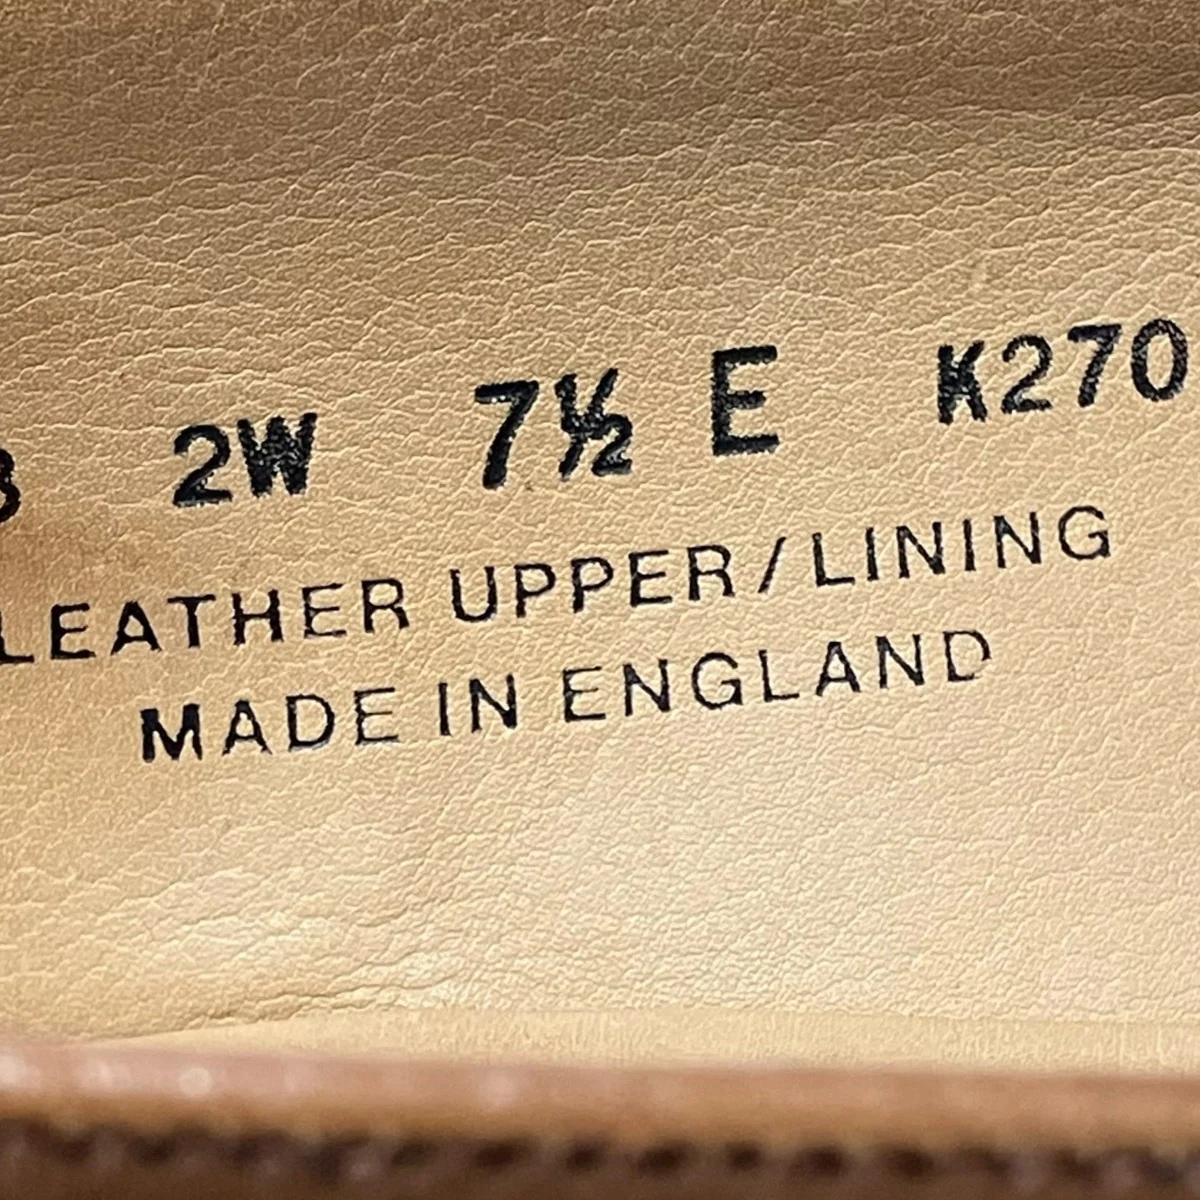 2W 7½ E K270
LEATHER UPPER/LINING
MADE IN ENGLAND